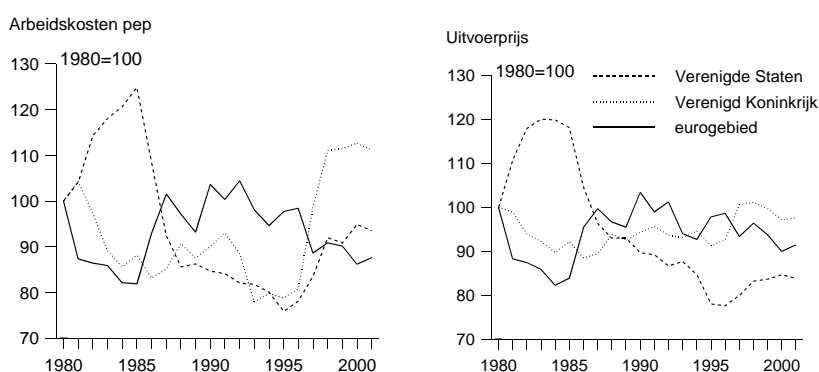 Arbeidskosten pep
1980=100
130
120
110
100
90
80
70
1980 1985 1990 1995 2000
Uitvoerprijs
1980=100
Verenigde Staten
Verenigd Koninkrijk
eurogebied
130
120
110
100
90
80
70
1980 1985 1990 1995 2000